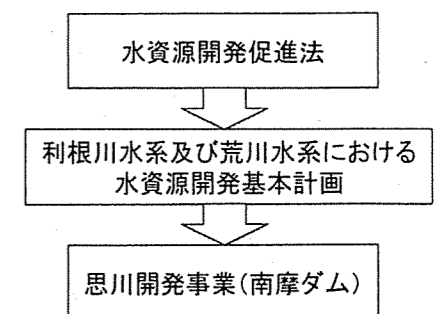 水資源開発促進法
利根川水系及び荒川水系における
水資源開発基本計画
思川開発事業(南摩ダム)